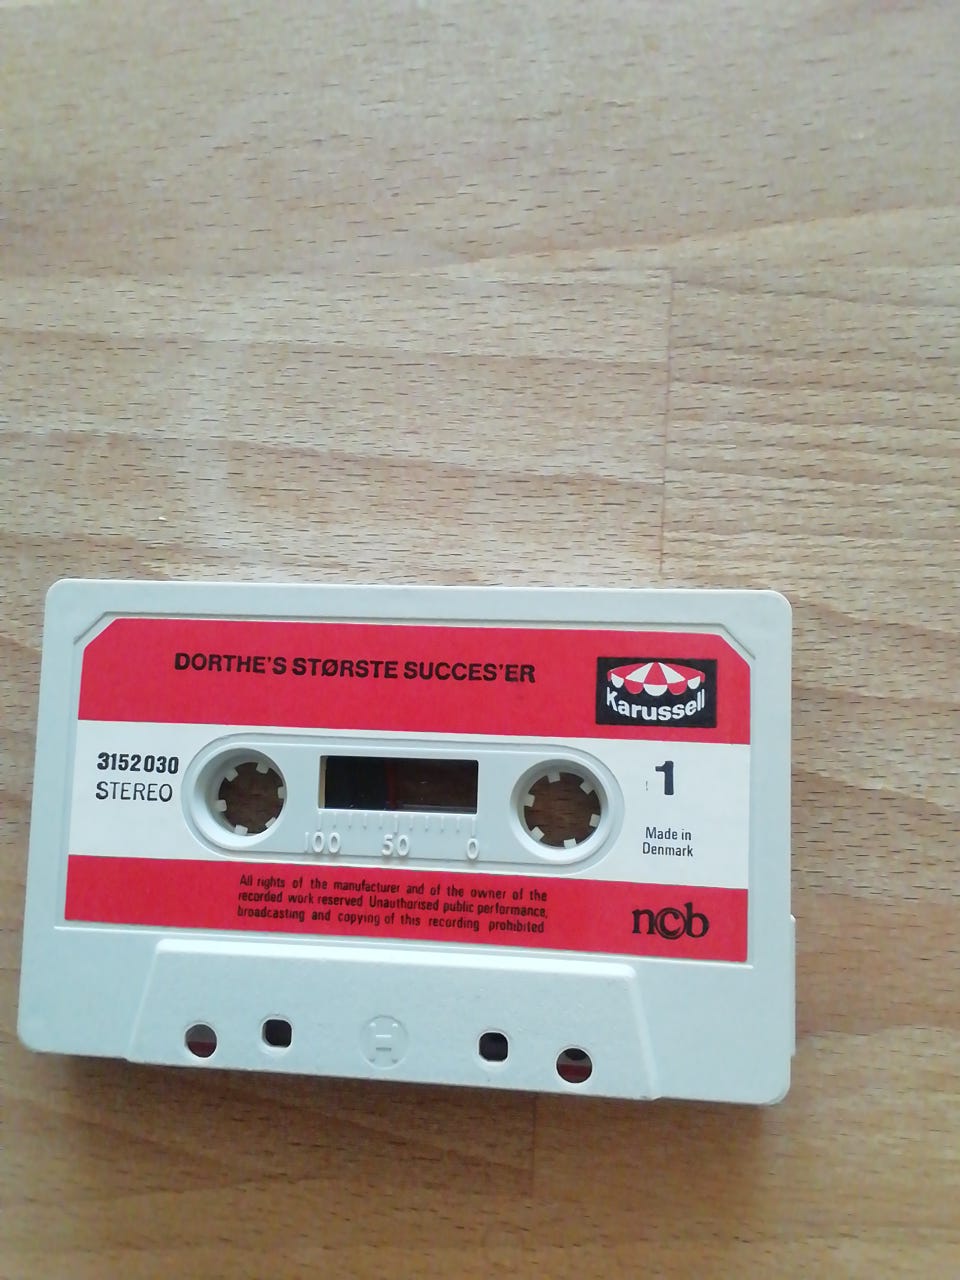 DORTHE'S STØRSTE SUCCES'ER
Karussell
3152030
STEREO
1
Made in
Denmark
100 50 0
All rights of the manufacturer and of the owner of the
recorded work reserved Unauthorised public performance,
broadcasting and copying of this recording prohibited
ncb